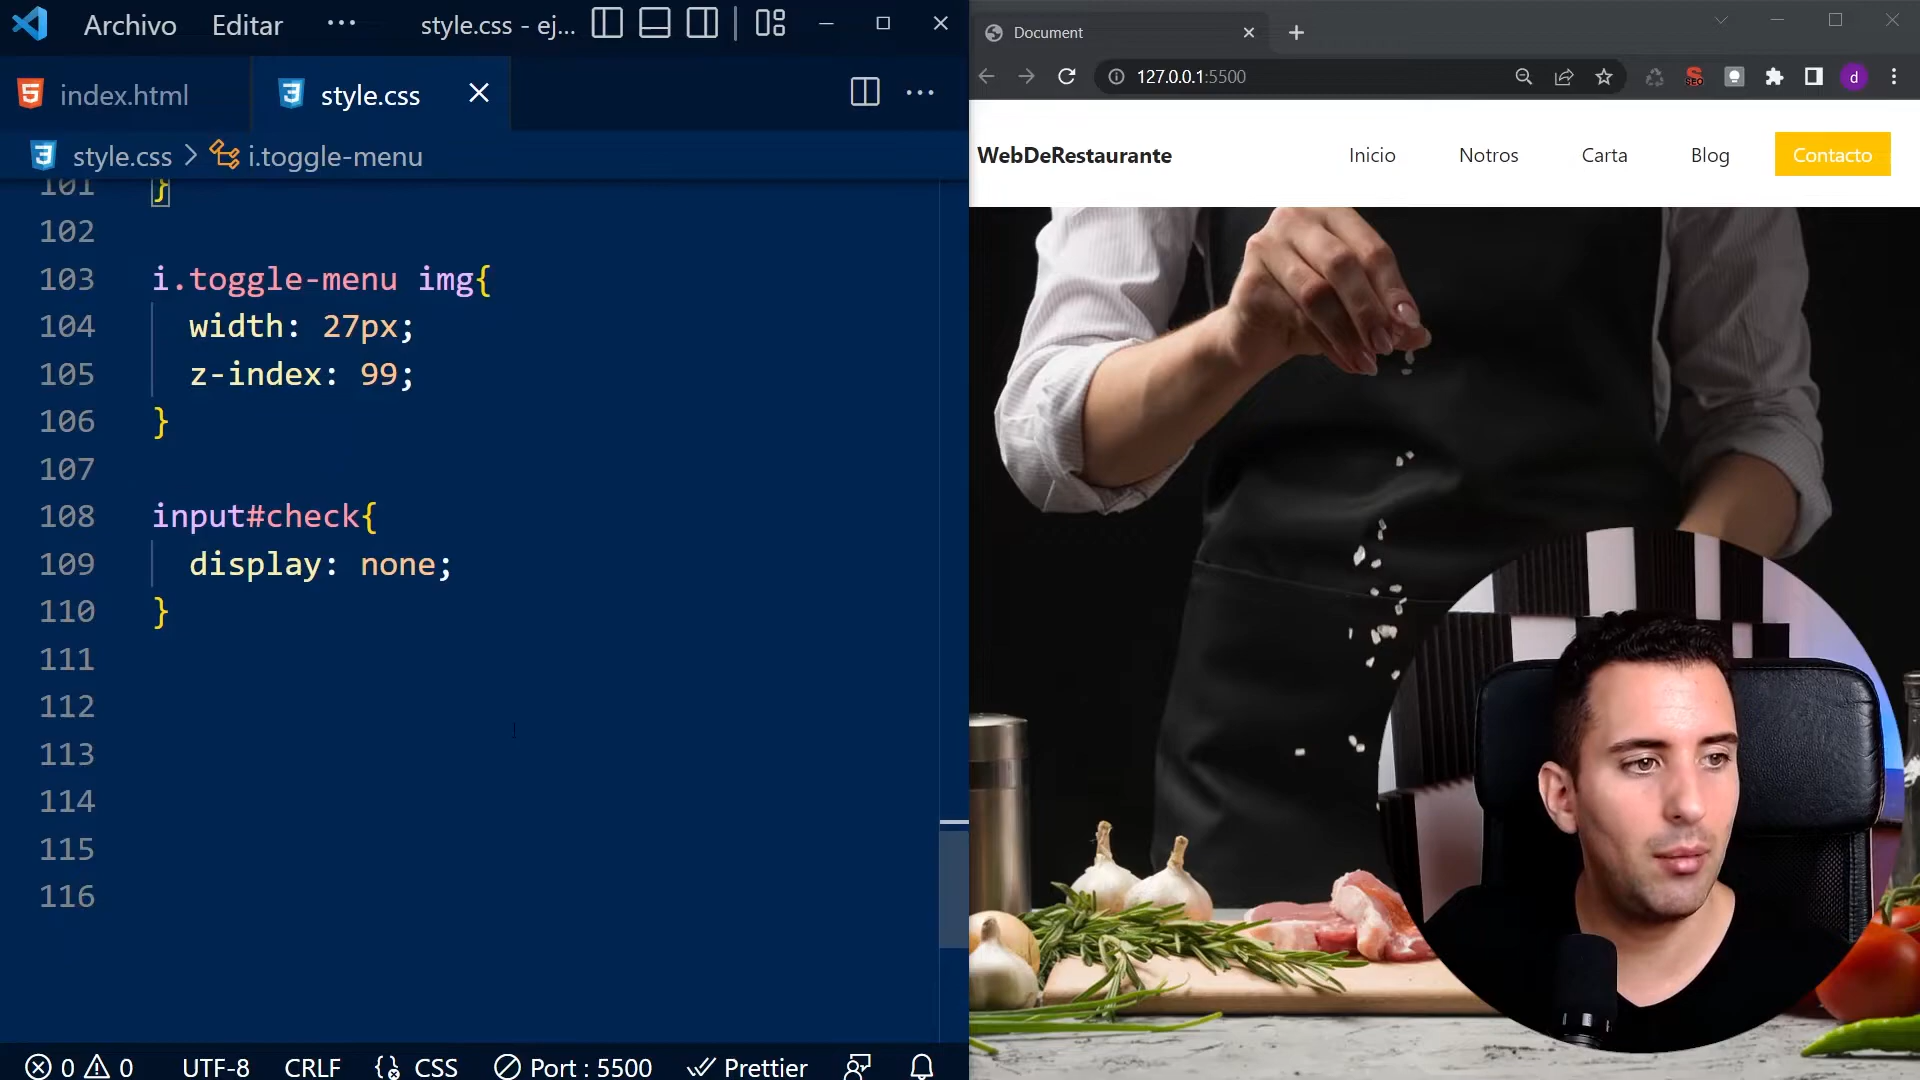 Archivo Editar ··· style.css - ej...
index.html style.css
style.css > i.toggle-menu
101 }
102
103 i.toggle-menu img{
104 width: 27px;
105 z-index: 99;
106 }
107
108 input#check{
109 display: none;
110 }
111
112
113
114
115
116
0 0 UTF-8 CRLF CSS Port : 5500 Prettier
Document
127.0.0.1:5500 SEO d
WebDeRestaurante Inicio Notros Carta Blog Contacto